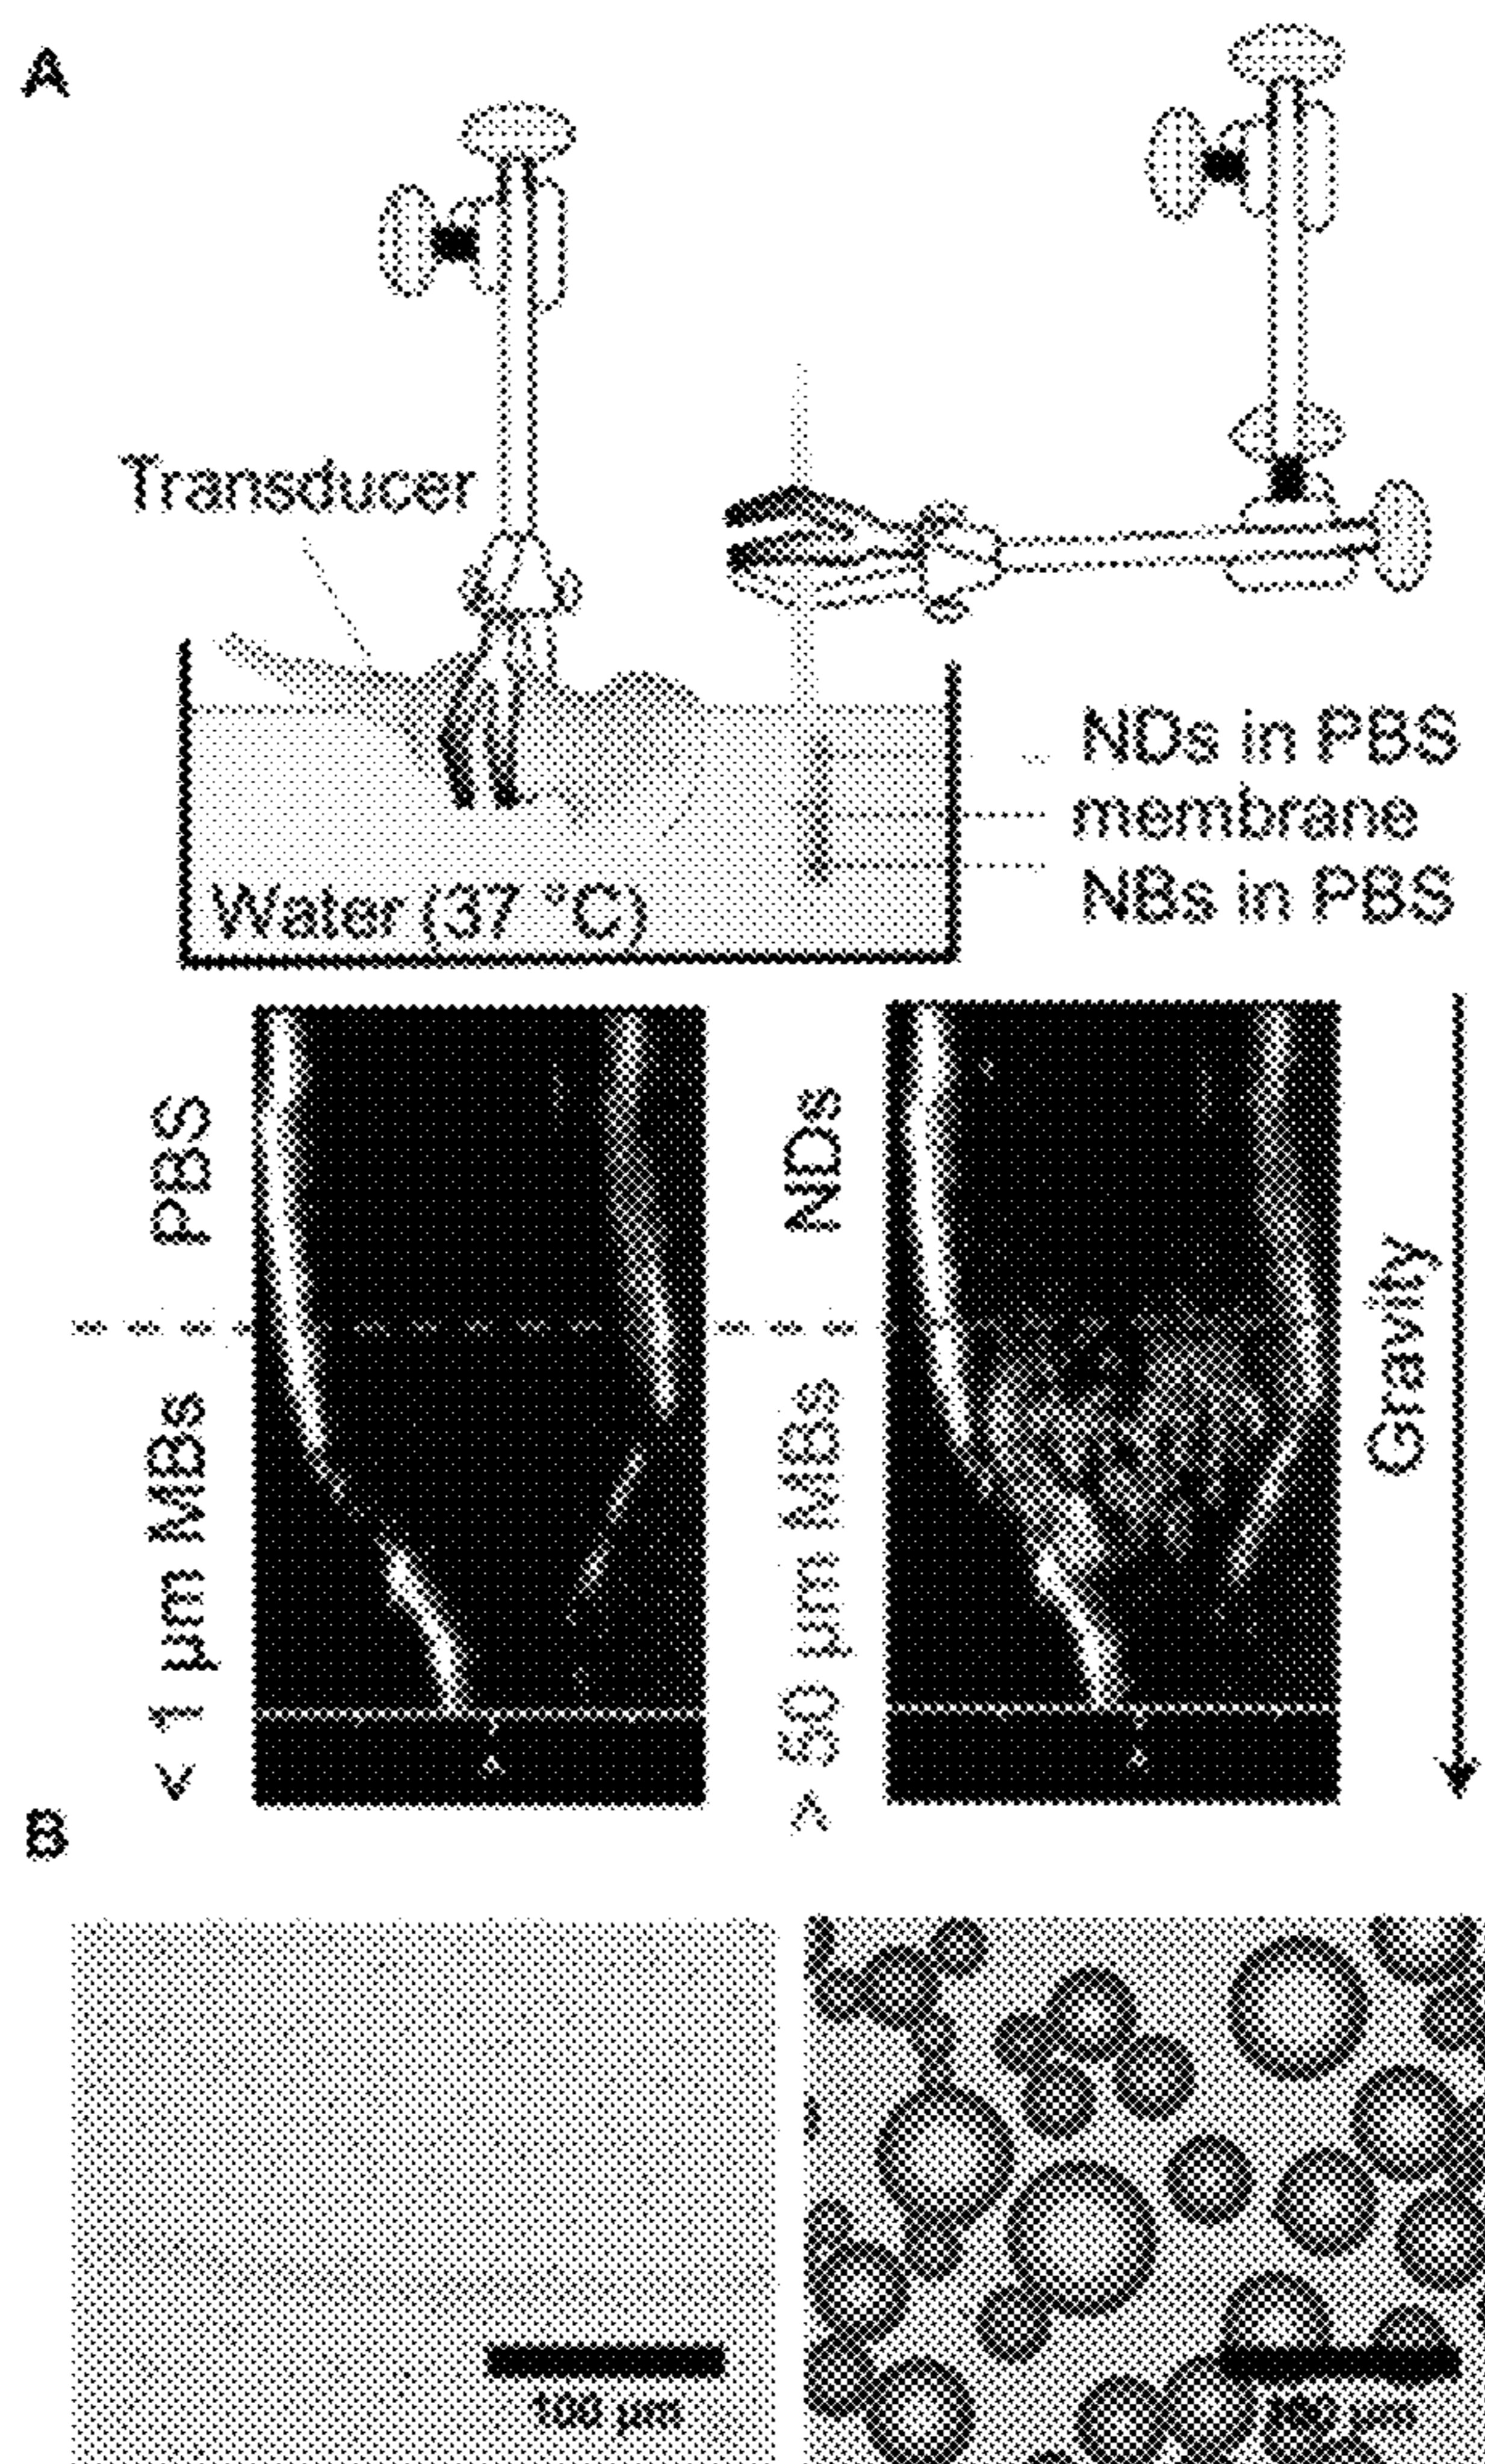 A
Transducer
NDs in PBS
membrane
NBs in PBS
Water (37 °C)
PBS
< 1 µm MBs
NDs
> 50 µm MBs
Gravity
B
100 µm
µm